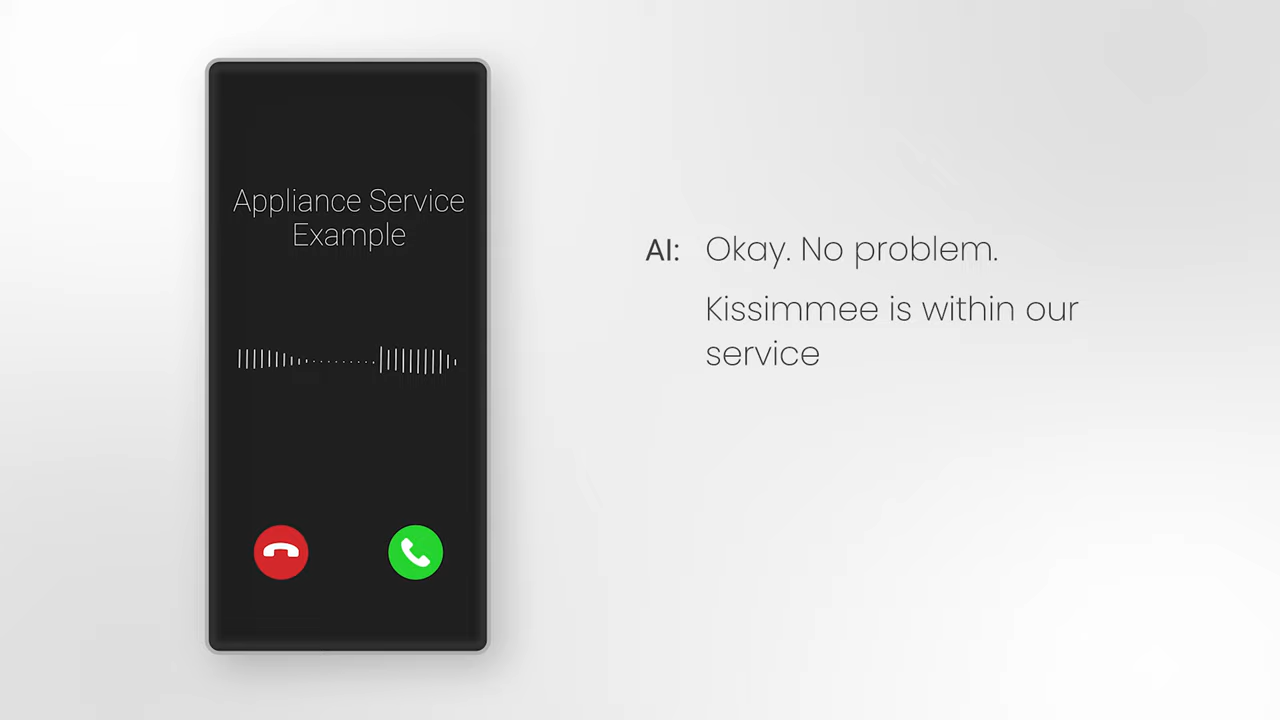 Appliance Service
Example
AI: Okay. No problem.
Kissimmee is within our
service